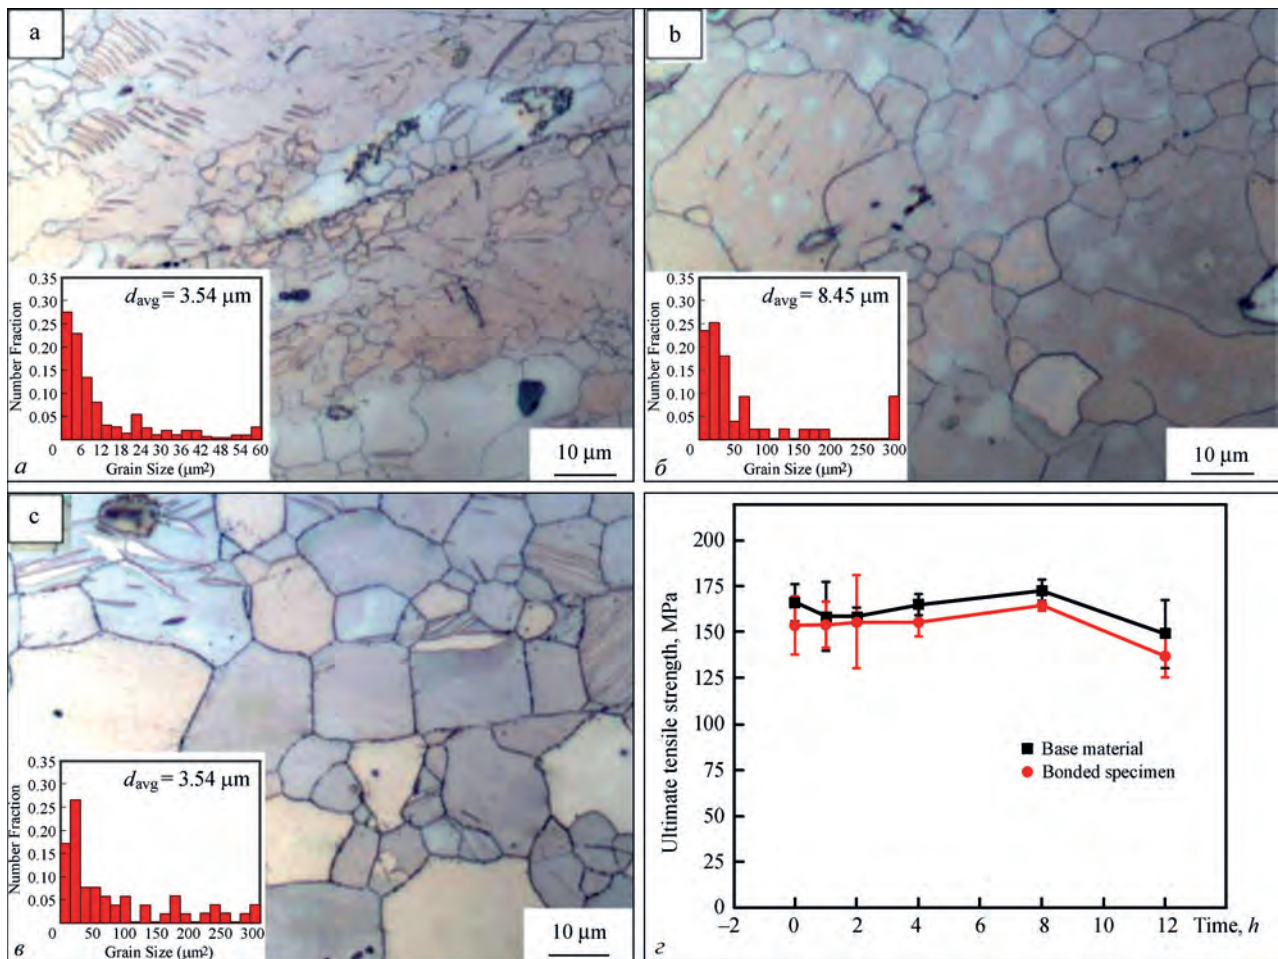 a
0.35
d_avg = 3.54 μm
0.30
0.25
0.20
0.15
0.10
0.05
Number Fraction
0 6 12 18 24 30 36 42 48 54 60
Grain Size (μm²)
10 μm
а
b
0.35
d_avg = 8.45 μm
0.30
0.25
0.20
0.15
0.10
0.05
Number Fraction
0 50 100 150 200 300
Grain Size (μm²)
10 μm
б
c
0.35
d_avg = 3.54 μm
0.30
0.25
0.20
0.15
0.10
0.05
Number Fraction
0 50 100 150 200 250 300
Grain Size (μm²)
10 μm
в
200
175
150
125
100
75
50
25
0
Ultimate tensile strength, MPa
Base material
Bonded specimen
–2 0 2 4 6 8 10 12 Time, h
г